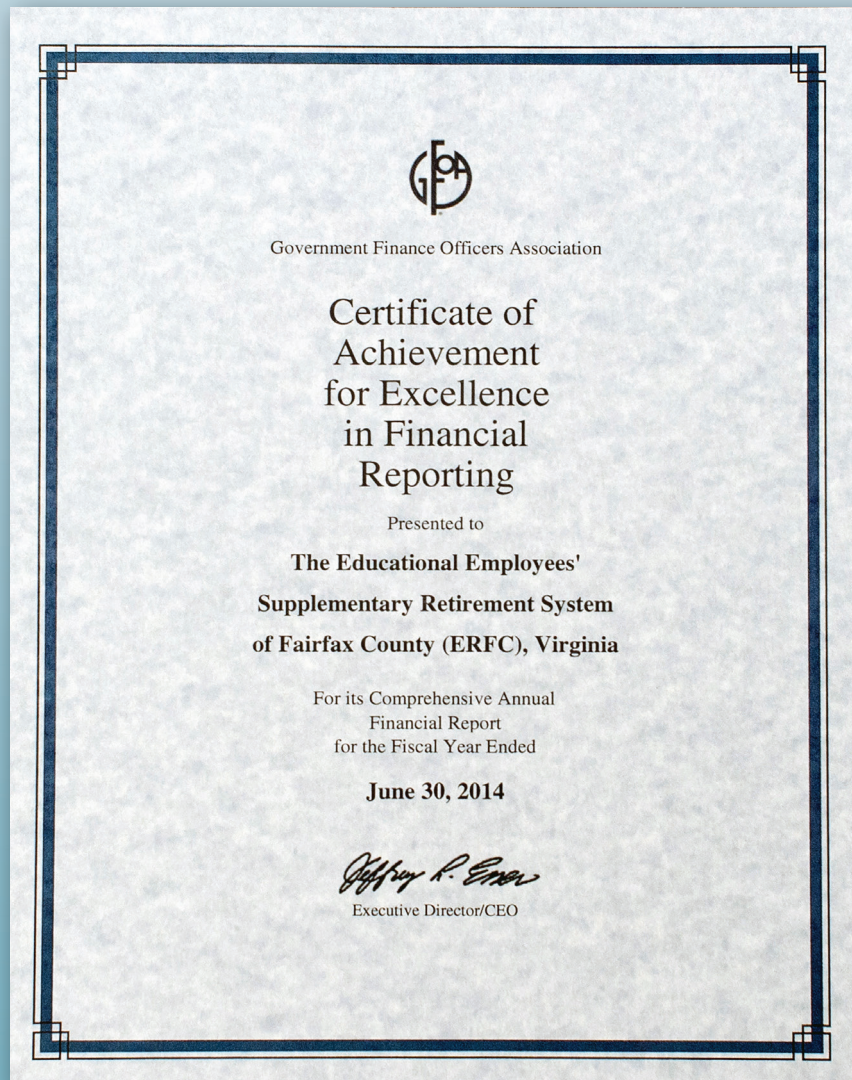 GFOA
Government Finance Officers Association
Certificate of
Achievement
for Excellence
in Financial
Reporting
Presented to
The Educational Employees'
Supplementary Retirement System
of Fairfax County (ERFC), Virginia
For its Comprehensive Annual
Financial Report
for the Fiscal Year Ended
June 30, 2014
Jeffrey R. Ener
Executive Director/CEO